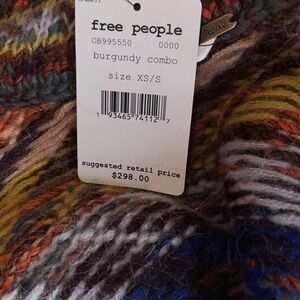 free people
OB995550 0000
burgundy combo
size XS/S
1 93465 74112 7
suggested retail price
$298.00